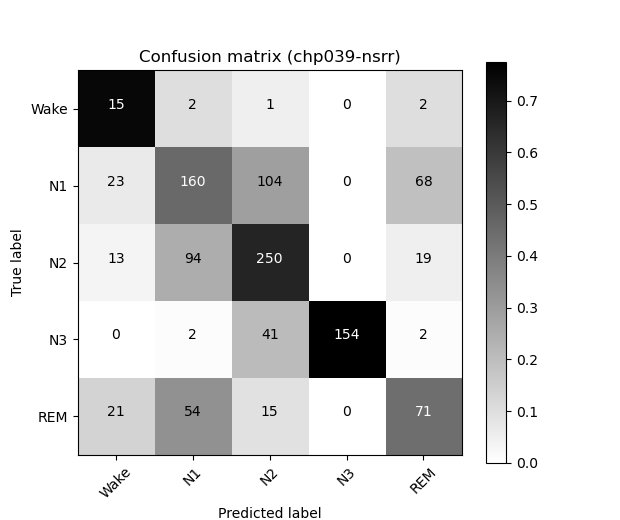 Confusion matrix (chp039-nsrr)
True label
Wake 15 2 1 0 2
N1 23 160 104 0 68
N2 13 94 250 0 19
N3 0 2 41 154 2
REM 21 54 15 0 71
Wake N1 N2 N3 REM
Predicted label
0.7
0.6
0.5
0.4
0.3
0.2
0.1
0.0